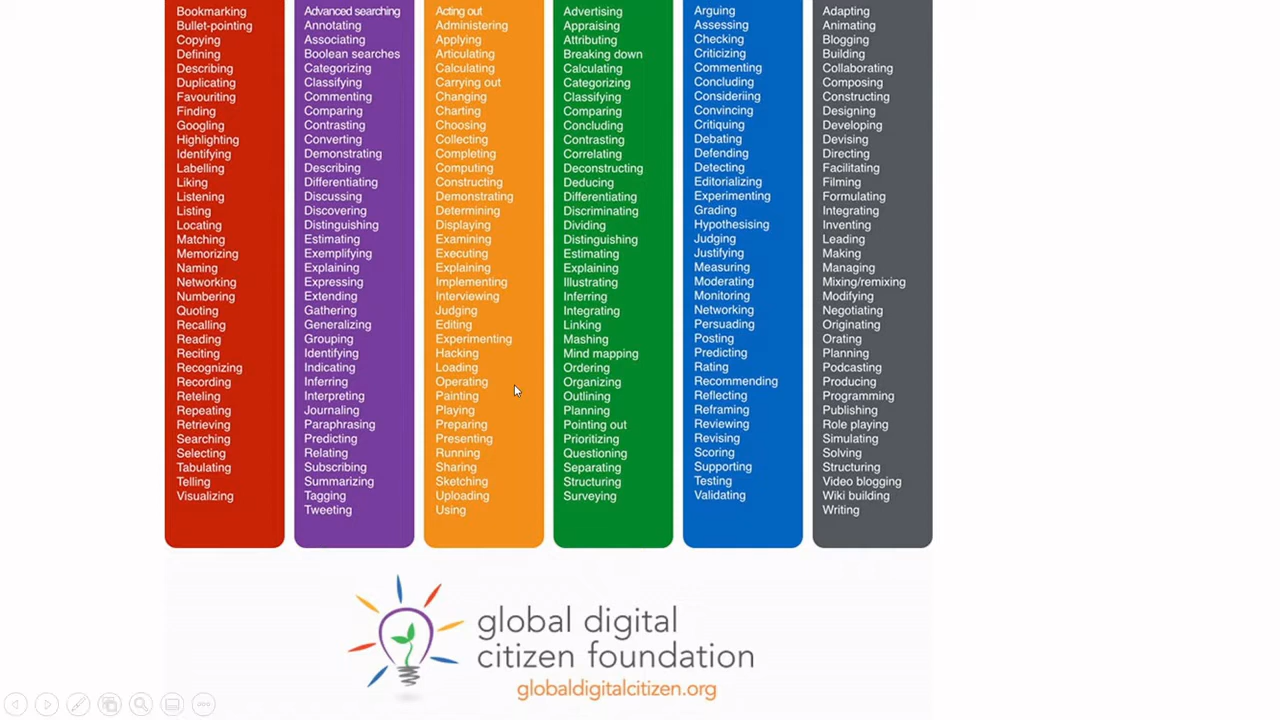 Bookmarking
Bullet-pointing
Copying
Defining
Describing
Duplicating
Favouriting
Finding
Googling
Highlighting
Identifying
Labelling
Liking
Listening
Listing
Locating
Matching
Memorizing
Naming
Networking
Numbering
Quoting
Recalling
Reading
Reciting
Recognizing
Recording
Reteling
Repeating
Retrieving
Searching
Selecting
Tabulating
Telling
Visualizing
Advanced searching
Annotating
Associating
Boolean searches
Categorizing
Classifying
Commenting
Comparing
Contrasting
Converting
Demonstrating
Describing
Differentiating
Discussing
Discovering
Distinguishing
Estimating
Exemplifying
Explaining
Expressing
Extending
Gathering
Generalizing
Grouping
Identifying
Indicating
Inferring
Interpreting
Journaling
Paraphrasing
Predicting
Relating
Subscribing
Summarizing
Tagging
Tweeting
Acting out
Administering
Applying
Articulating
Calculating
Carrying out
Changing
Charting
Choosing
Collecting
Completing
Computing
Constructing
Demonstrating
Determining
Displaying
Examining
Executing
Explaining
Implementing
Interviewing
Judging
Editing
Experimenting
Hacking
Loading
Operating
Painting
Playing
Preparing
Presenting
Running
Sharing
Sketching
Uploading
Using
Advertising
Appraising
Attributing
Breaking down
Calculating
Categorizing
Classifying
Comparing
Concluding
Contrasting
Correlating
Deconstructing
Deducing
Differentiating
Discriminating
Dividing
Distinguishing
Estimating
Explaining
Illustrating
Inferring
Integrating
Linking
Mashing
Mind mapping
Ordering
Organizing
Outlining
Planning
Pointing out
Prioritizing
Questioning
Separating
Structuring
Surveying
Arguing
Assessing
Checking
Criticizing
Commenting
Concluding
Consideriing
Convincing
Critiquing
Debating
Defending
Detecting
Editorializing
Experimenting
Grading
Hypothesising
Judging
Justifying
Measuring
Moderating
Monitoring
Networking
Persuading
Posting
Predicting
Rating
Recommending
Reflecting
Reframing
Reviewing
Revising
Scoring
Supporting
Testing
Validating
Adapting
Animating
Blogging
Building
Collaborating
Composing
Constructing
Designing
Developing
Devising
Directing
Facilitating
Filming
Formulating
Integrating
Inventing
Leading
Making
Managing
Mixing/remixing
Modifying
Negotiating
Originating
Orating
Planning
Podcasting
Producing
Programming
Publishing
Role playing
Simulating
Solving
Structuring
Video blogging
Wiki building
Writing
global digital
citizen foundation
globaldigitalcitizen.org